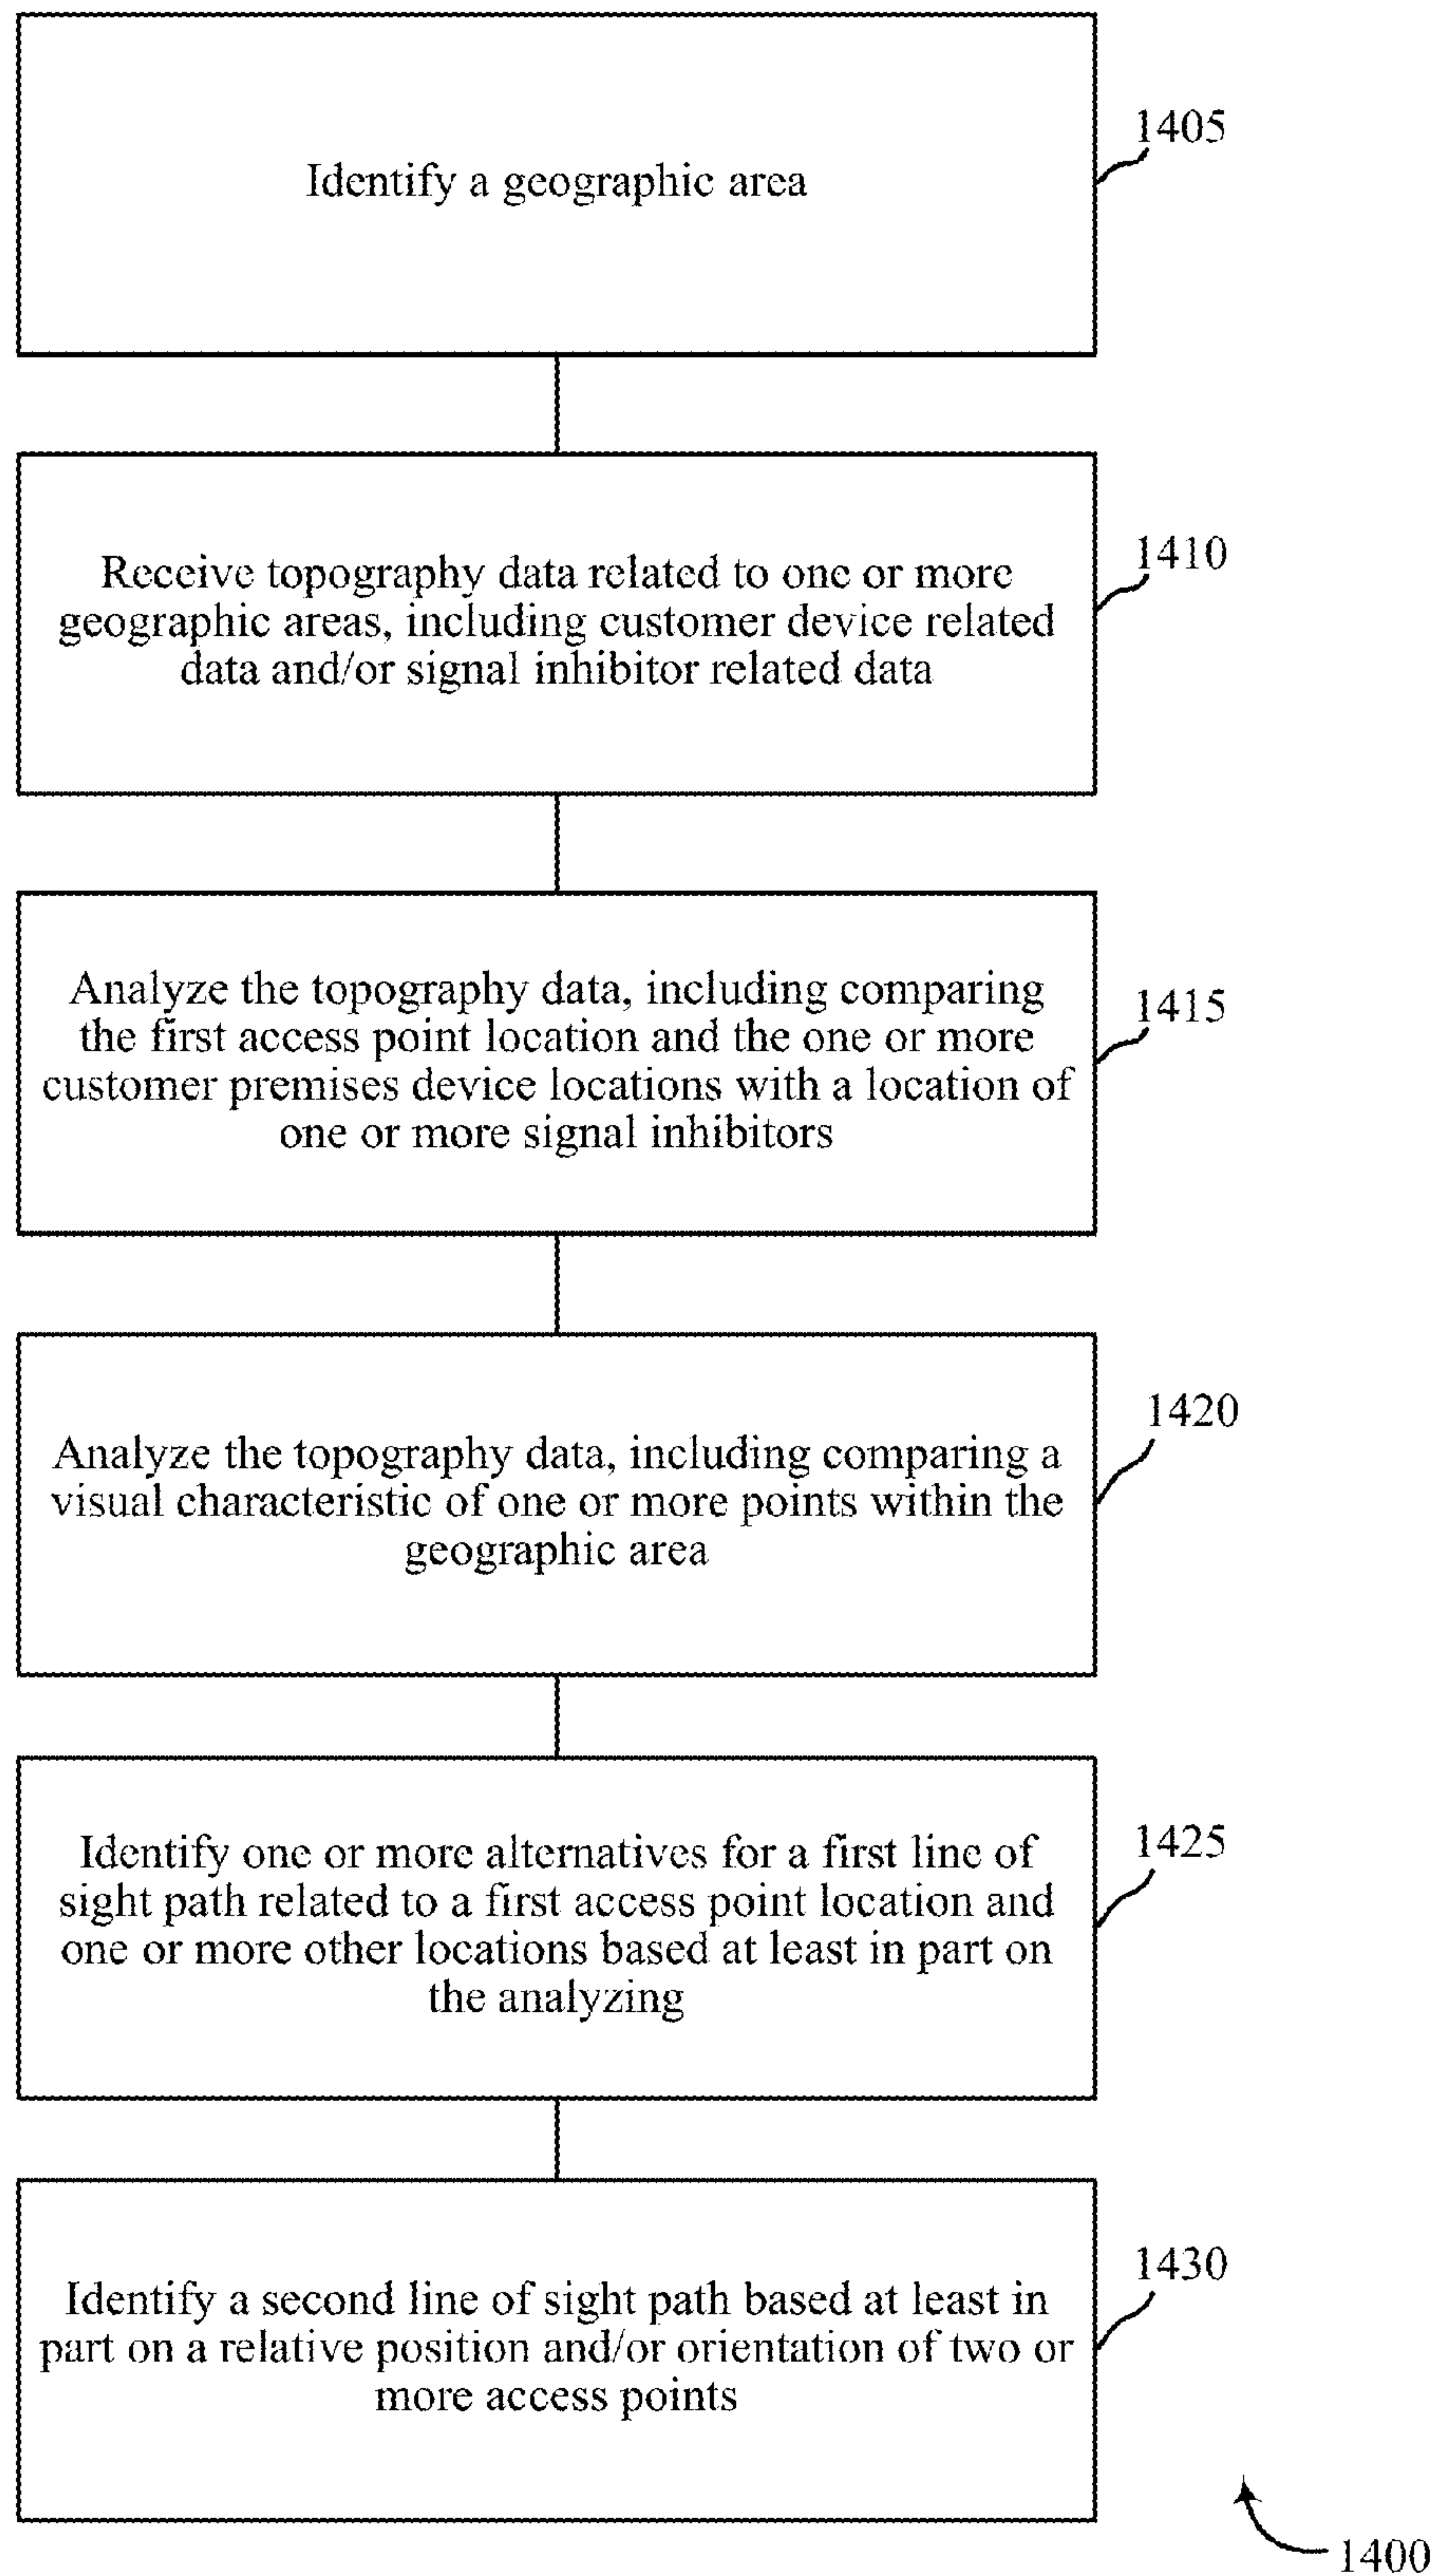 Identify a geographic area
1405
Receive topography data related to one or more
geographic areas, including customer device related
data and/or signal inhibitor related data
1410
Analyze the topography data, including comparing
the first access point location and the one or more
customer premises device locations with a location of
one or more signal inhibitors
1415
Analyze the topography data, including comparing a
visual characteristic of one or more points within the
geographic area
1420
Identify one or more alternatives for a first line of
sight path related to a first access point location and
one or more other locations based at least in part on
the analyzing
1425
Identify a second line of sight path based at least in
part on a relative position and/or orientation of two or
more access points
1430
1400